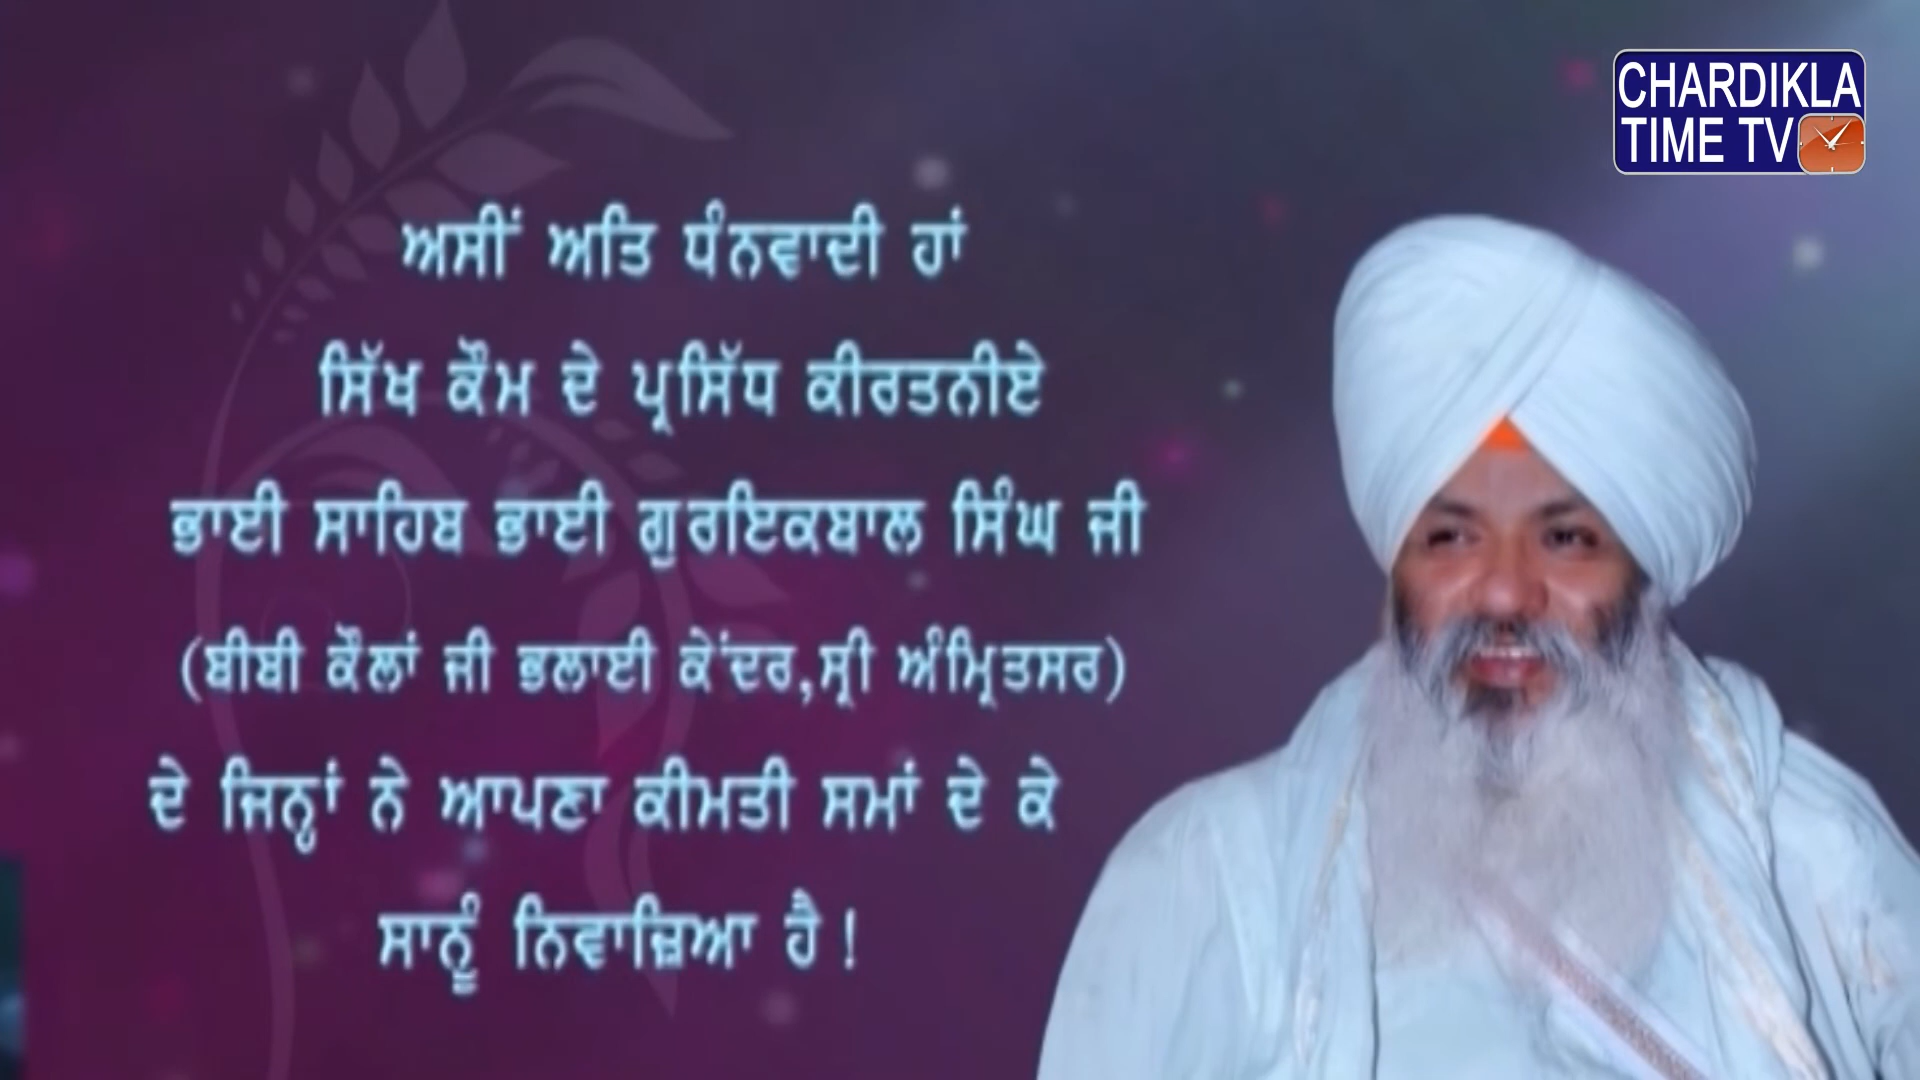 CHARDIKLA
TIME TV
ਅਸੀਂ ਅਤਿ ਧੰਨਵਾਦੀ ਹਾਂ
ਸਿੱਖ ਕੌਮ ਦੇ ਪ੍ਰਸਿੱਧ ਕੀਰਤਨੀਏ
ਭਾਈ ਸਾਹਿਬ ਭਾਈ ਗੁਰਇਕਬਾਲ ਸਿੰਘ ਜੀ
(ਬੀਬੀ ਕੌਲਾਂ ਜੀ ਭਲਾਈ ਕੇਂਦਰ,ਸ੍ਰੀ ਅੰਮ੍ਰਿਤਸਰ)
ਦੇ ਜਿਨ੍ਹਾਂ ਨੇ ਆਪਣਾ ਕੀਮਤੀ ਸਮਾਂ ਦੇ ਕੇ
ਸਾਨੂੰ ਨਿਵਾਜ਼ਿਆ ਹੈ!